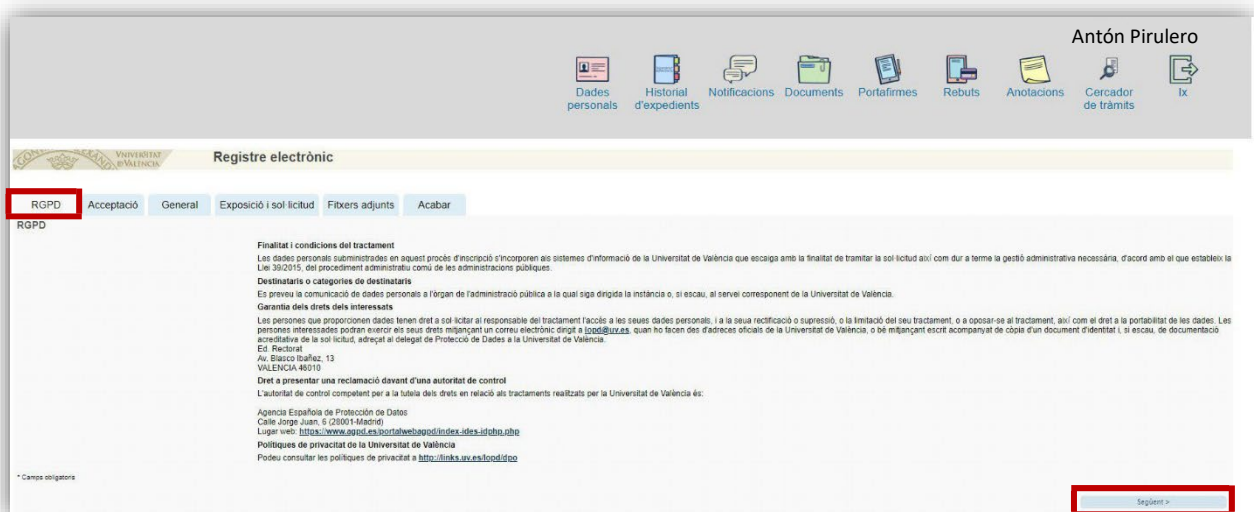 Antón Pirulero
Dades personals
Historial d'expedients
Notificacions
Documents
Portafirmes
Rebuts
Anotacions
Cercador de tràmits
Ix
VNIVERSITAT
D'VALÈNCIA
Registre electrònic
RGPD
Acceptació
General
Exposició i sol·licitud
Fitxers adjunts
Acabar
RGPD
Finalitat i condicions del tractament
Les dades personals subministrades en aquest procés d'inscripció s'incorporen als sistemes d'informació de la Universitat de València que escaiga amb la finalitat de tramitar la sol·licitud així com dur a terme la gestió administrativa necessària, d'acord amb el que estableix la
Llei 39/2015, del procediment administratiu comú de les administracions públiques.
Destinataris o categories de destinataris
Es preveu la comunicació de dades personals a l'òrgan de l'administració pública a la qual siga dirigida la instància o, si escau, al servei corresponent de la Universitat de València.
Garantia dels drets dels interessats
Les persones que proporcionen dades tenen dret a sol·licitar al responsable del tractament l'accés a les seues dades personals, i a la seua rectificació o supressió, o la limitació del seu tractament, o a oposar-se al tractament, així com el dret a la portabilitat de les dades. Les
persones interessades podran exercir els seus drets mitjançant un correu electrònic dirigit a lopd@uv.es, quan ho facen des d'adreces oficials de la Universitat de València, o bé mitjançant escrit acompanyat de còpia d'un document d'identitat i, si escau, de documentació
acreditativa de la sol·licitud, adreçat al delegat de Protecció de Dades a la Universitat de València.
Ed. Rectorat
Av. Blasco Ibañez, 13
VALENCIA 46010
Dret a presentar una reclamació davant d'una autoritat de control
L'autoritat de control competent per a la tutela dels drets en relació als tractaments realitzats per la Universitat de València és:
Agencia Española de Protección de Datos
Calle Jorge Juan, 6 (28001-Madrid)
Lugar web: https://www.agpd.es/portalwebagpd/index-ides-idphp.php
Polítiques de privacitat de la Universitat de València
Podeu consultar les polítiques de privacitat a http://links.uv.es/lopd/dpo
* Camps obligatoris
Següent >